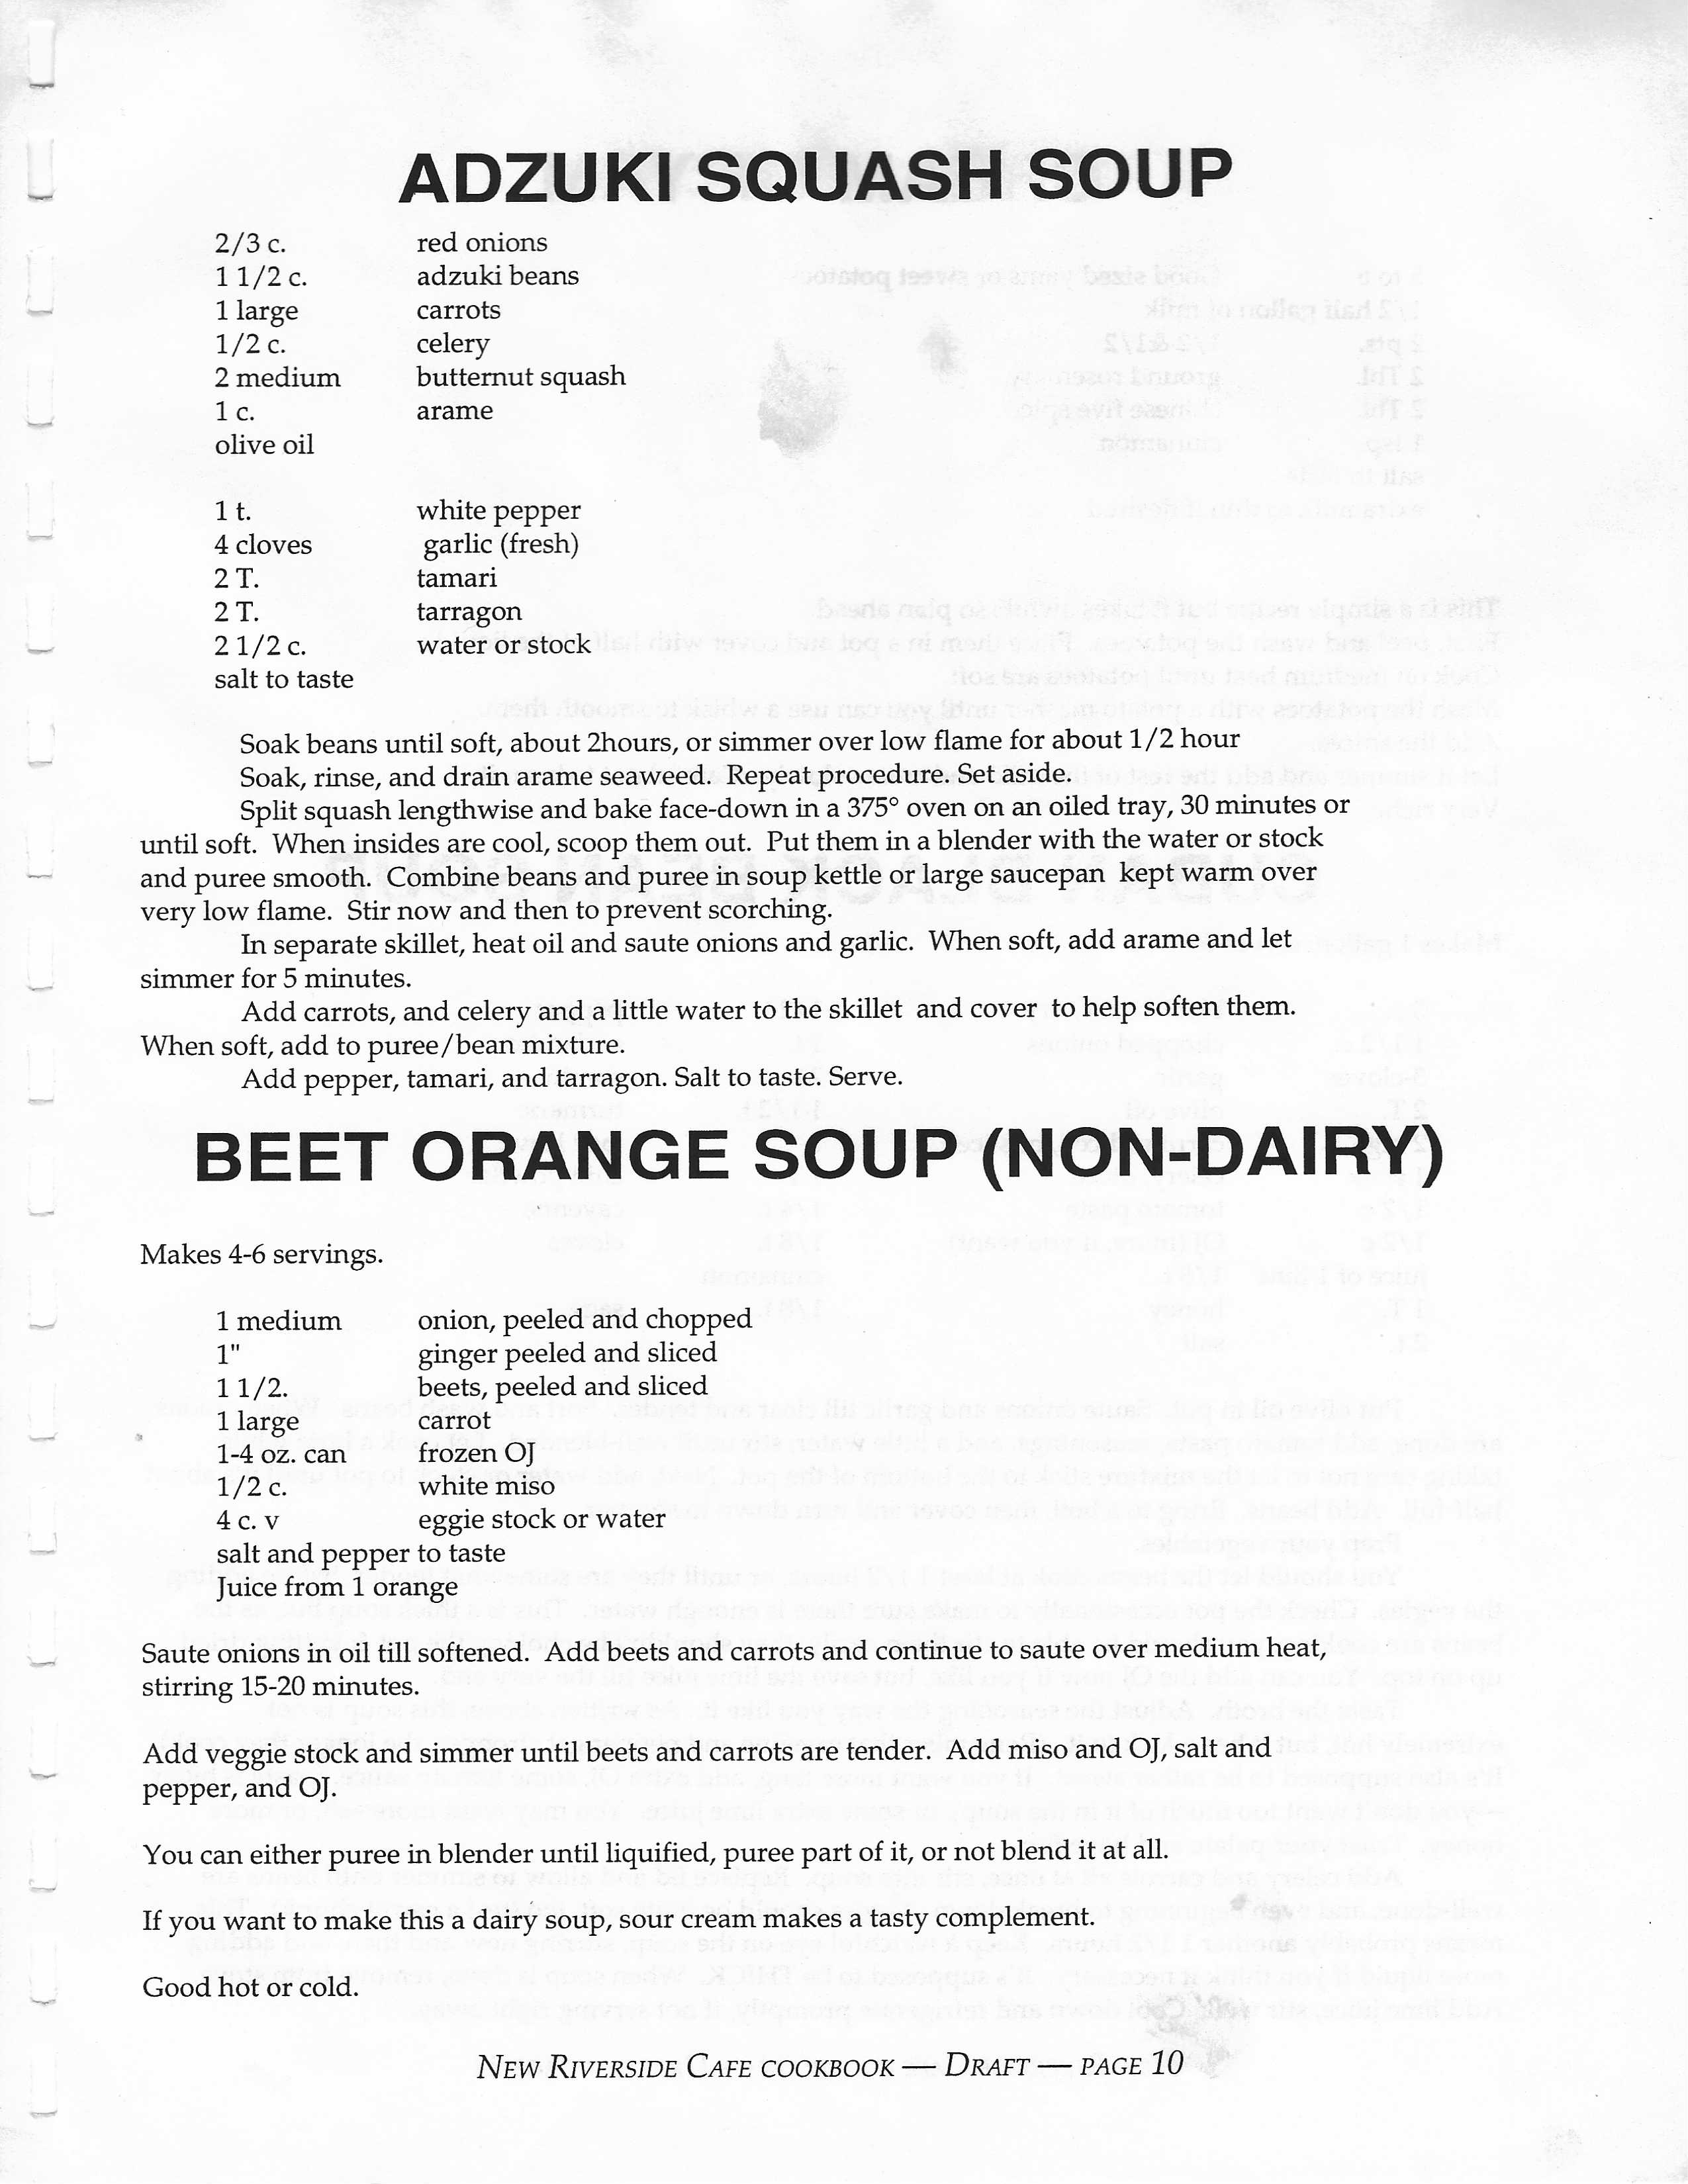 ADZUKI SQUASH SOUP
2/3 c. red onions
1 1/2 c. adzuki beans
1 large carrots
1/2 c. celery
2 medium butternut squash
1 c. arame
olive oil
1 t. white pepper
4 cloves garlic (fresh)
2 T. tamari
2 T. tarragon
2 1/2 c. water or stock
salt to taste
Soak beans until soft, about 2hours, or simmer over low flame for about 1/2 hour
Soak, rinse, and drain arame seaweed. Repeat procedure. Set aside.
Split squash lengthwise and bake face-down in a 375° oven on an oiled tray, 30 minutes or
until soft. When insides are cool, scoop them out. Put them in a blender with the water or stock
and puree smooth. Combine beans and puree in soup kettle or large saucepan kept warm over
very low flame. Stir now and then to prevent scorching.
In separate skillet, heat oil and saute onions and garlic. When soft, add arame and let
simmer for 5 minutes.
Add carrots, and celery and a little water to the skillet and cover to help soften them.
When soft, add to puree/bean mixture.
Add pepper, tamari, and tarragon. Salt to taste. Serve.
BEET ORANGE SOUP (NON-DAIRY)
Makes 4-6 servings.
1 medium onion, peeled and chopped
1" ginger peeled and sliced
1 1/2. beets, peeled and sliced
1 large carrot
1-4 oz. can frozen OJ
1/2 c. white miso
4 c. v eggie stock or water
salt and pepper to taste
Juice from 1 orange
Saute onions in oil till softened. Add beets and carrots and continue to saute over medium heat,
stirring 15-20 minutes.
Add veggie stock and simmer until beets and carrots are tender. Add miso and OJ, salt and
pepper, and OJ.
You can either puree in blender until liquified, puree part of it, or not blend it at all.
If you want to make this a dairy soup, sour cream makes a tasty complement.
Good hot or cold.
NEW RIVERSIDE CAFE COOKBOOK — DRAFT — PAGE 10